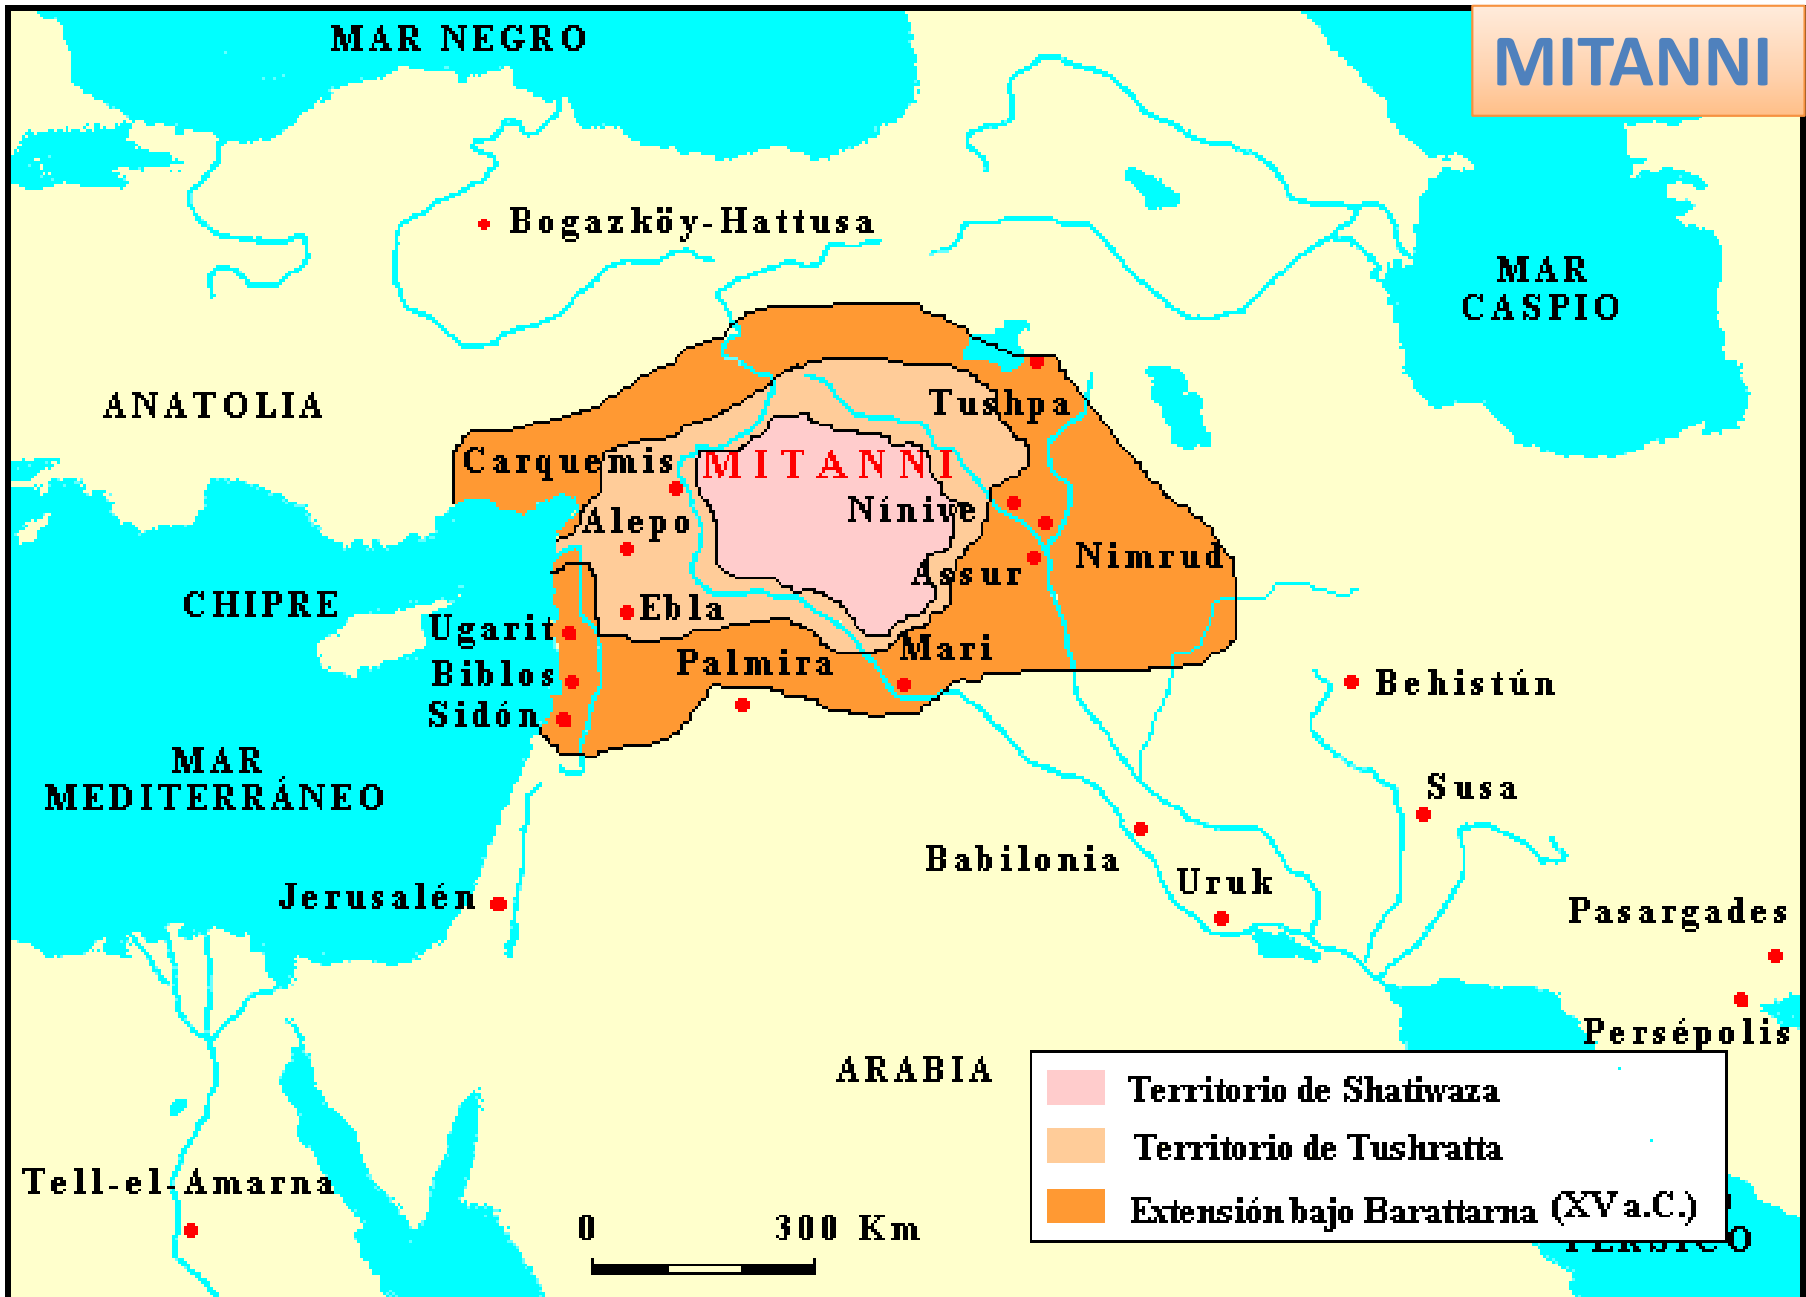 MAR NEGRO
MITANNI
Bogazköy-Hattusa
MAR
CASPIO
ANATOLIA
Tushpa
Carquemis
MITANNI
Nínive
Alepo
Nimrud
Assur
CHIPRE
Ebla
Ugarit
Mari
Palmira
Biblos
Behistún
Sidón
MAR
MEDITERRÁNEO
Susa
Babilonia
Uruk
Jerusalén
Pasargades
Persépolis
ARABIA
Territorio de Shatiwaza
Territorio de Tushratta
Extensión bajo Barattarna (XV a.C.)
Tell-el-Amarna
0 300 Km
PERSICO